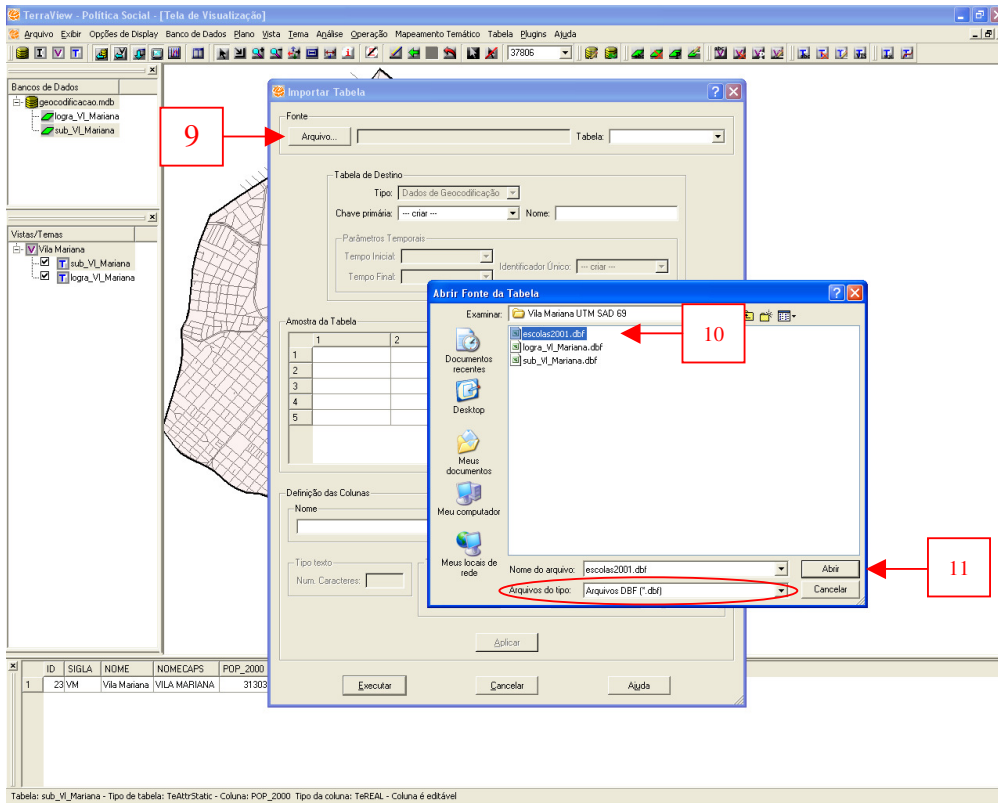 TerraView - Política Social - [Tela de Visualização]
Arquivo Exibir Opções de Display Banco de Dados Plano Vista Tema Análise Operação Mapeamento Temático Tabela Plugins Ajuda
37806
Bancos de Dados
geocodificacao.mdb
logra_Vl_Mariana
sub_Vl_Mariana
Vistas/Temas
Vila Mariana
sub_Vl_Mariana
logra_Vl_Mariana
Importar Tabela
Fonte
9
Arquivo...
Tabela:
Tabela de Destino
Tipo: Dados de Geocodificação
Chave primária: --- criar --- Nome:
Parâmetros Temporais
Tempo Inicial:
Identificador Único: --- criar ---
Tempo Final:
Amostra da Tabela
1 2
1
2
3
4
5
Definição das Colunas
Nome
Tipo texto
Num. Caracteres:
Aplicar
Executar Cancelar Ajuda
Abrir Fonte da Tabela
Examinar: Vila Mariana UTM SAD 69
escolas2001.dbf
logra_Vl_Mariana.dbf
sub_Vl_Mariana.dbf
10
Documentos recentes
Desktop
Meus documentos
Meu computador
Meus locais de rede
Nome do arquivo: escolas2001.dbf Abrir
11
Arquivos do tipo: Arquivos DBF (*.dbf) Cancelar
ID SIGLA NOME NOMECAPS POP_2000
1 23 VM Vila Mariana VILA MARIANA 31303
Tabela: sub_Vl_Mariana - Tipo de tabela: TeAttrStatic - Coluna: POP_2000 Tipo da coluna: TeREAL - Coluna é editável